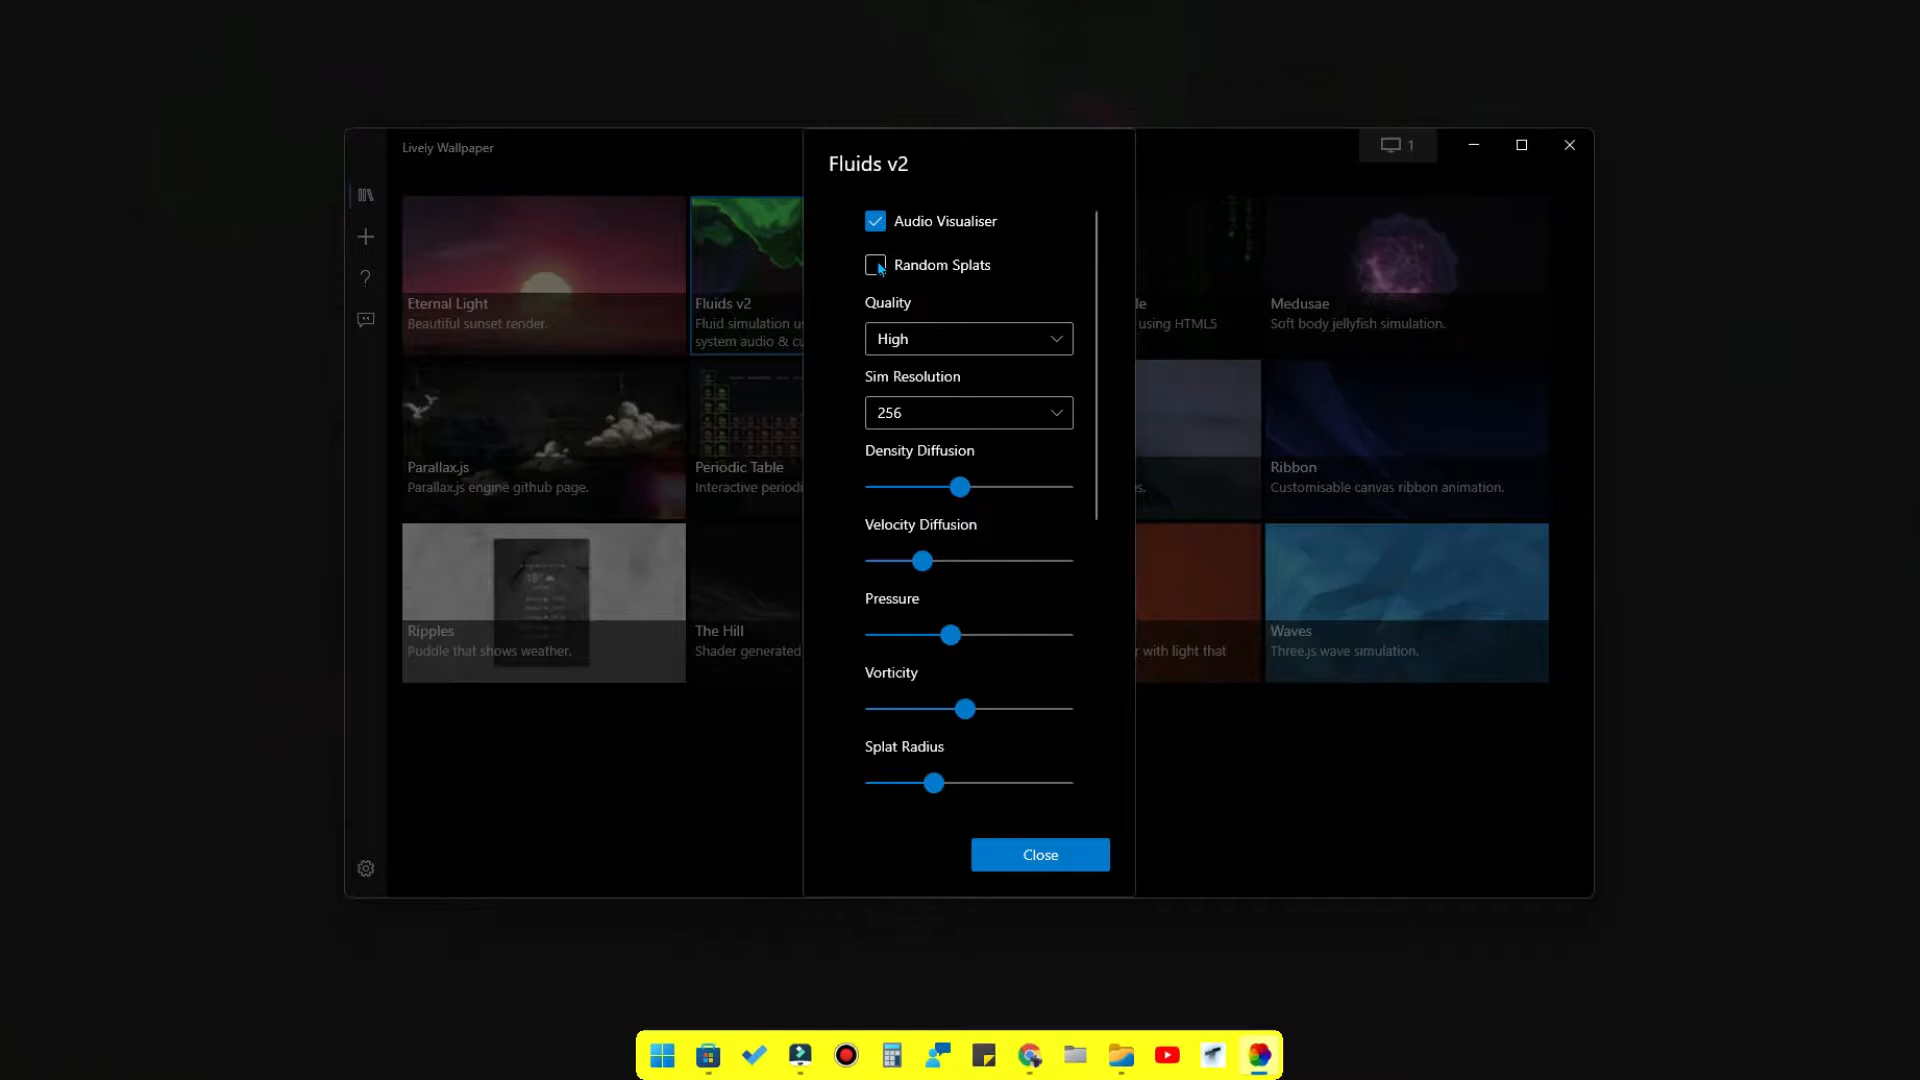 Lively Wallpaper
1
Fluids v2
Audio Visualiser
Random Splats
Quality
High
Sim Resolution
256
Density Diffusion
Velocity Diffusion
Pressure
Vorticity
Splat Radius
Close
Eternal Light
Beautiful sunset render.
Fluids v2
Fluid simulation
system audio &
using HTML5
Medusae
Soft body jellyfish simulation.
Parallax.js
Parallax.js engine github page.
Periodic Table
Interactive
Ribbon
Customisable canvas ribbon animation.
Ripples
Puddle that shows weather.
The Hill
Shader generated
with light that
Waves
Three.js wave simulation.